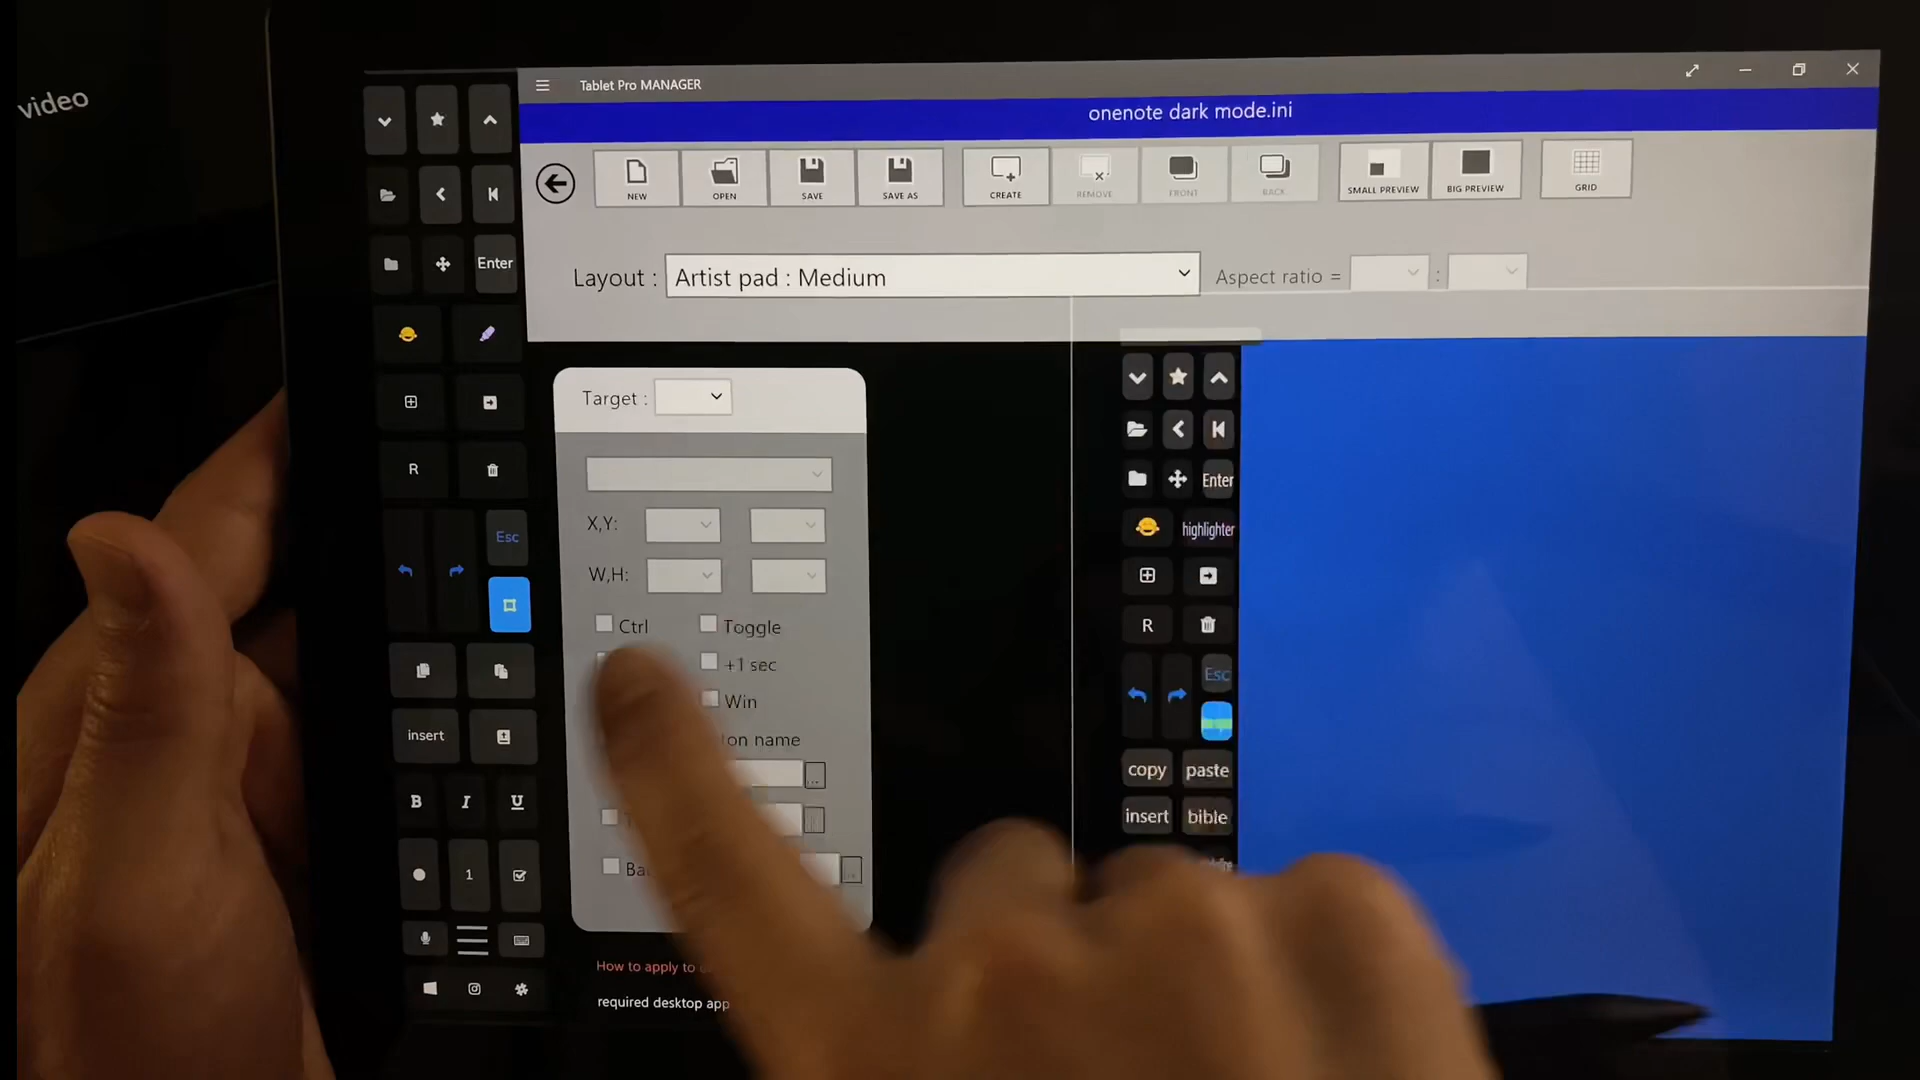 video
Tablet Pro MANAGER
onenote dark mode.ini
NEW
OPEN
SAVE
SAVE AS
CREATE
REMOVE
FRONT
BACK
SMALL PREVIEW
BIG PREVIEW
GRID
Layout : Artist pad : Medium
Aspect ratio = :
Enter
R
Esc
insert
B I U
1
Target :
X,Y:
W,H:
Ctrl
Toggle
+1 sec
Win
name
How to apply to
required desktop app
Enter
highlighter
R
Esc
copy paste
insert bible